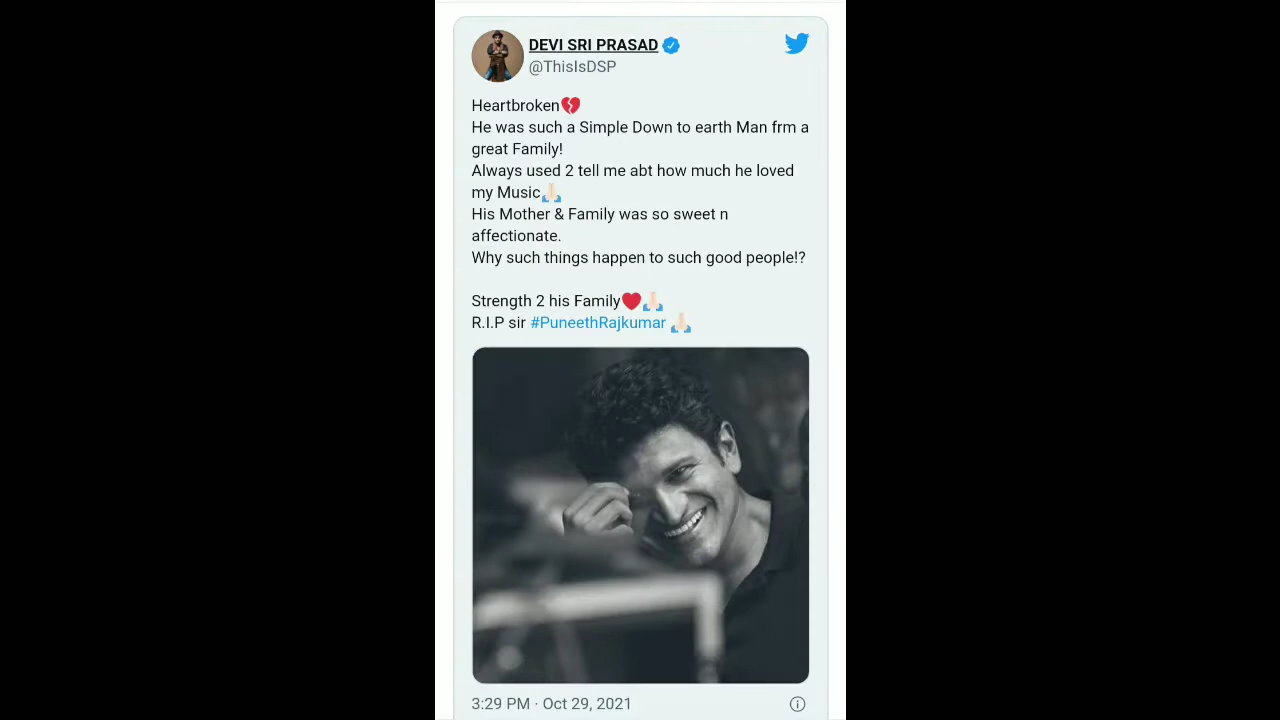 DEVI SRI PRASAD
@ThisIsDSP
Heartbroken💔
He was such a Simple Down to earth Man frm a
great Family!
Always used 2 tell me abt how much he loved
my Music🙏🏻
His Mother & Family was so sweet n
affectionate.
Why such things happen to such good people!?
Strength 2 his Family❤️🙏🏻
R.I.P sir #PuneethRajkumar 🙏🏻
3:29 PM · Oct 29, 2021